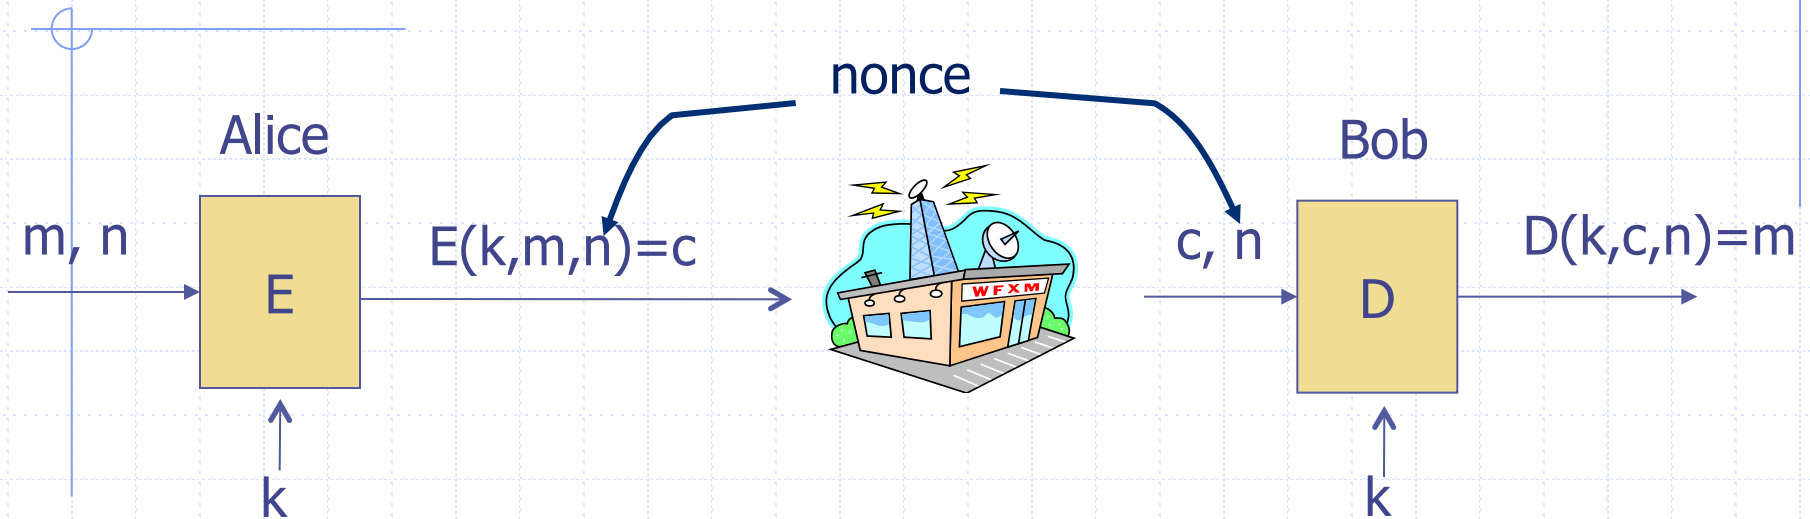 nonce
Alice
Bob
m, n
E(k,m,n)=c
c, n
D(k,c,n)=m
E
WFXM
D
k
k